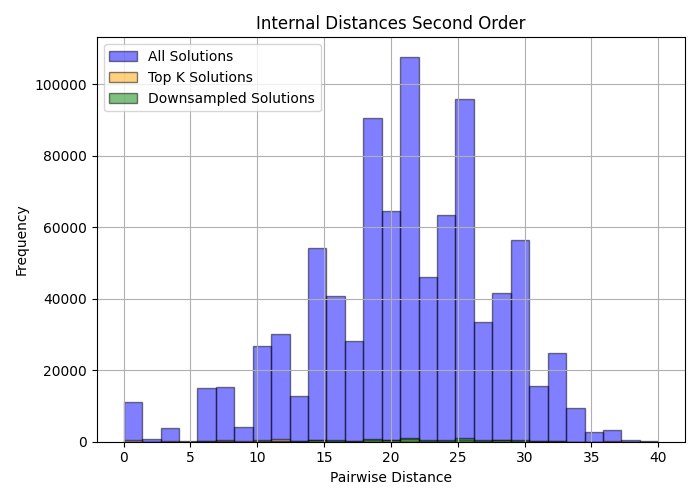 Internal Distances Second Order
All Solutions
Top K Solutions
Downsampled Solutions
100000
80000
60000
40000
20000
0
Frequency
0 5 10 15 20 25 30 35 40
Pairwise Distance